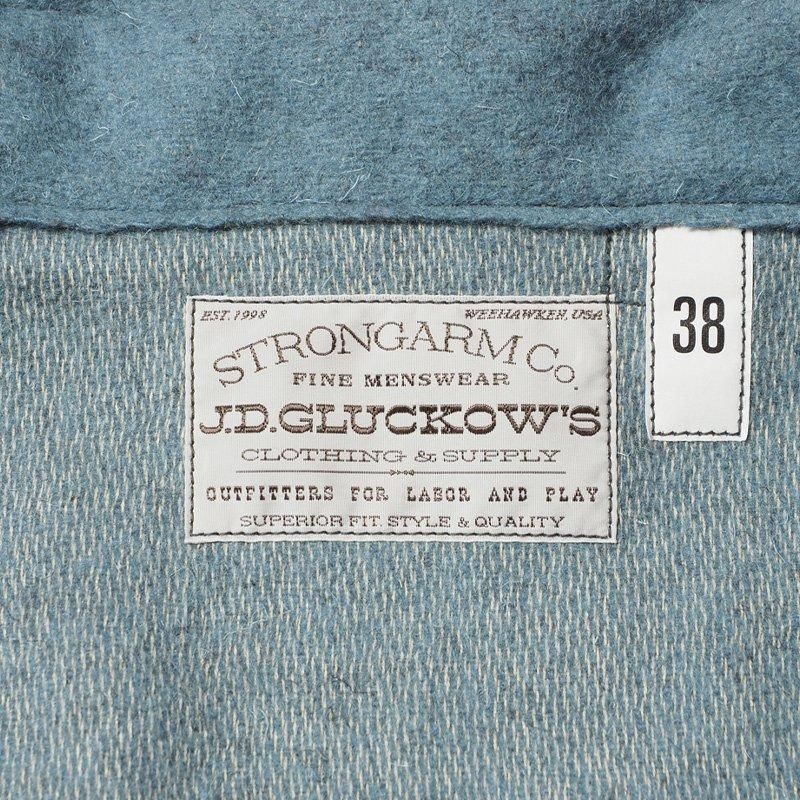 EST. 1998 WEEHAWKEN, USA
STRONGARM CO.
FINE MENSWEAR
J.D.GLUCKOW'S
CLOTHING & SUPPLY
OUTFITTERS FOR LABOR AND PLAY
SUPERIOR FIT. STYLE & QUALITY
38